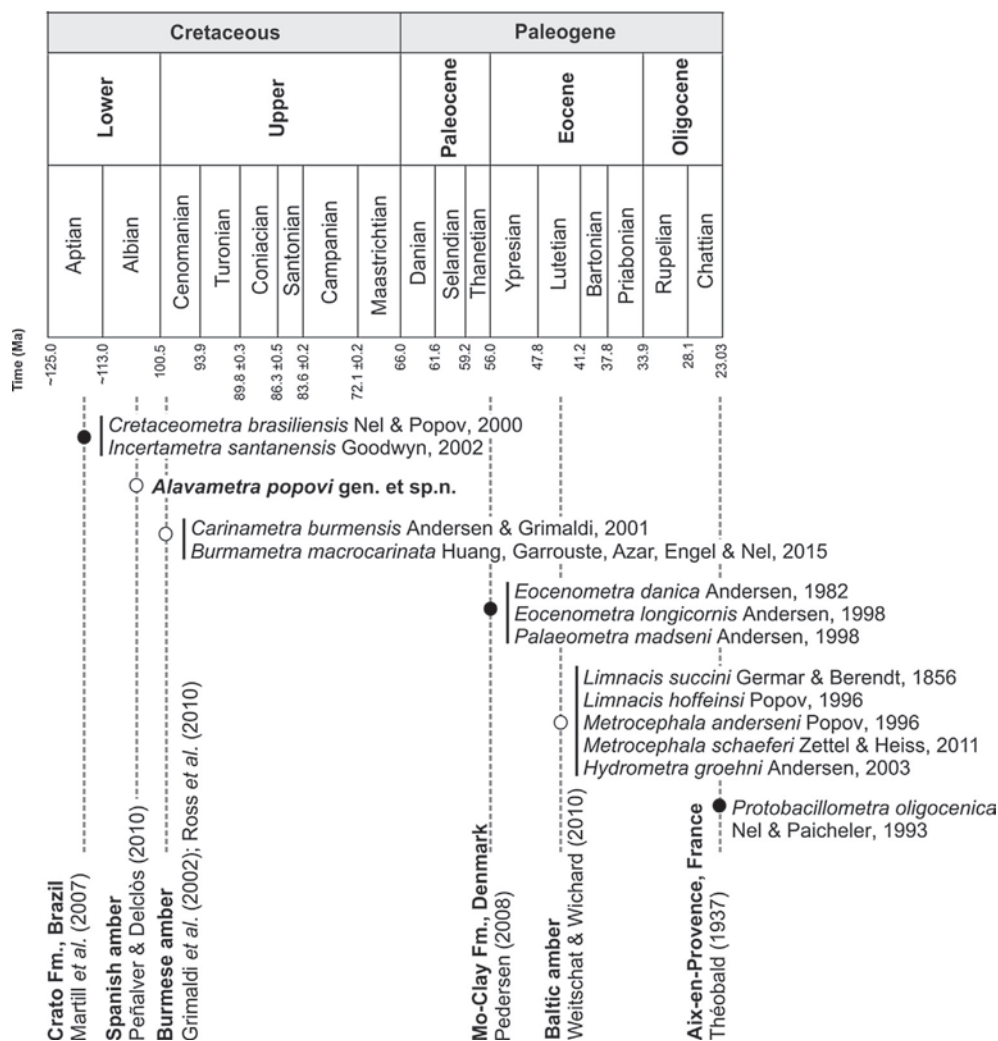 Cretaceous
Paleogene
Lower
Upper
Paleocene
Eocene
Oligocene
Aptian
Albian
Cenomanian
Turonian
Coniacian
Santonian
Campanian
Maastrichtian
Danian
Selandian
Thanetian
Ypresian
Lutetian
Bartonian
Priabonian
Rupelian
Chattian
Time (Ma)
~125.0
~113.0
100.5
93.9
89.8 ±0.3
86.3 ±0.5
83.6 ±0.2
72.1 ±0.2
66.0
61.6
59.2
56.0
47.8
41.2
37.8
33.9
28.1
23.03
Cretaceometra brasiliensis Nel & Popov, 2000
Incertametra santanensis Goodwyn, 2002
Alavametra popovi gen. et sp.n.
Carinametra burmensis Andersen & Grimaldi, 2001
Burmametra macrocarinata Huang, Garrouste, Azar, Engel & Nel, 2015
Eocenometra danica Andersen, 1982
Eocenometra longicornis Andersen, 1998
Palaeometra madseni Andersen, 1998
Limnacis succini Germar & Berendt, 1856
Limnacis hoffeinsi Popov, 1996
Metrocephala anderseni Popov, 1996
Metrocephala schaeferi Zettel & Heiss, 2011
Hydrometra groehni Andersen, 2003
Protobacillometra oligocenica
Nel & Paicheler, 1993
Crato Fm., Brazil
Martill et al. (2007)
Spanish amber
Peñalver & Delclòs (2010)
Burmese amber
Grimaldi et al. (2002); Ross et al. (2010)
Mo-Clay Fm., Denmark
Pedersen (2008)
Baltic amber
Weitschat & Wichard (2010)
Aix-en-Provence, France
Théobald (1937)